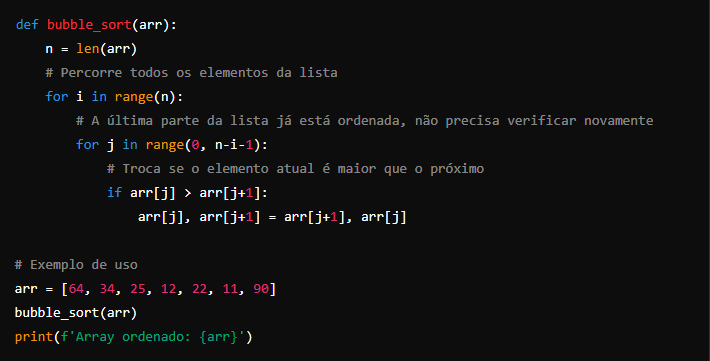 def bubble_sort(arr):
    n = len(arr)
    # Percorre todos os elementos da lista
    for i in range(n):
        # A última parte da lista já está ordenada, não precisa verificar novamente
        for j in range(0, n-i-1):
            # Troca se o elemento atual é maior que o próximo
            if arr[j] > arr[j+1]:
                arr[j], arr[j+1] = arr[j+1], arr[j]
# Exemplo de uso
arr = [64, 34, 25, 12, 22, 11, 90]
bubble_sort(arr)
print(f'Array ordenado: {arr}')